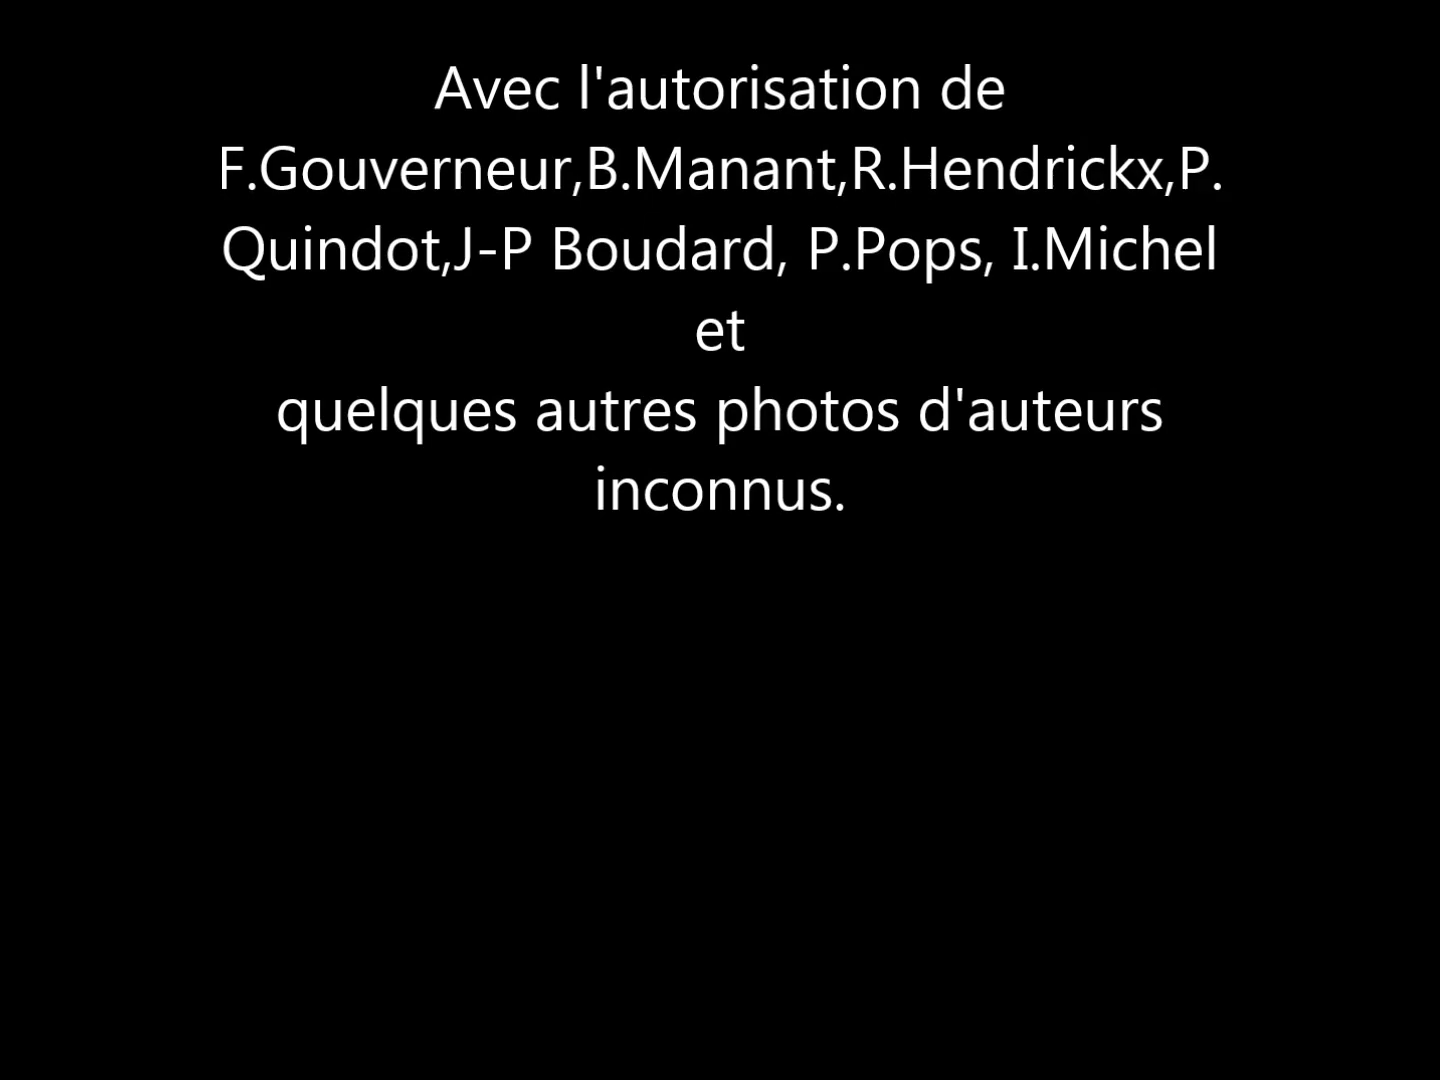 Avec l'autorisation de
F.Gouverneur,B.Manant,R.Hendrickx,P.
Quindot,J-P Boudard, P.Pops, I.Michel
et
quelques autres photos d'auteurs
inconnus.